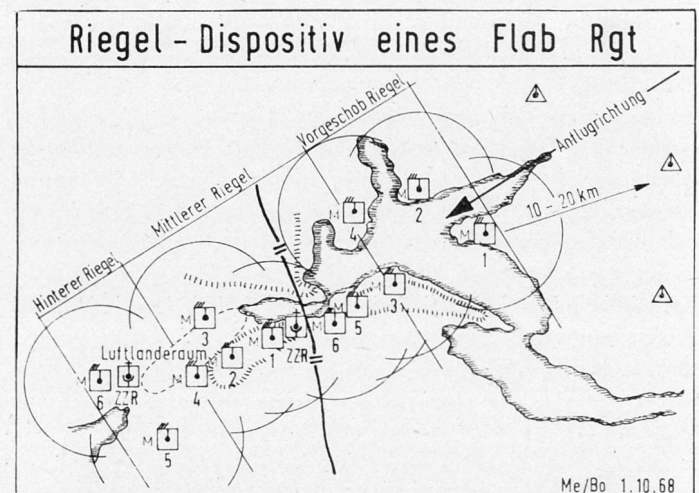 Riegel - Dispositiv eines Flab Rgt
Vorgeschob Riegel
Anflugrichtung
Mittlerer Riegel
10 - 20 km
Hinterer Riegel
M 2
M 4
M 1
M 3
M 5
M 6
M 3
M 1
ZZR
Luftlanderaum
M 2
M 4
M 6
ZZR
M 5
Me/Bo 1.10.68